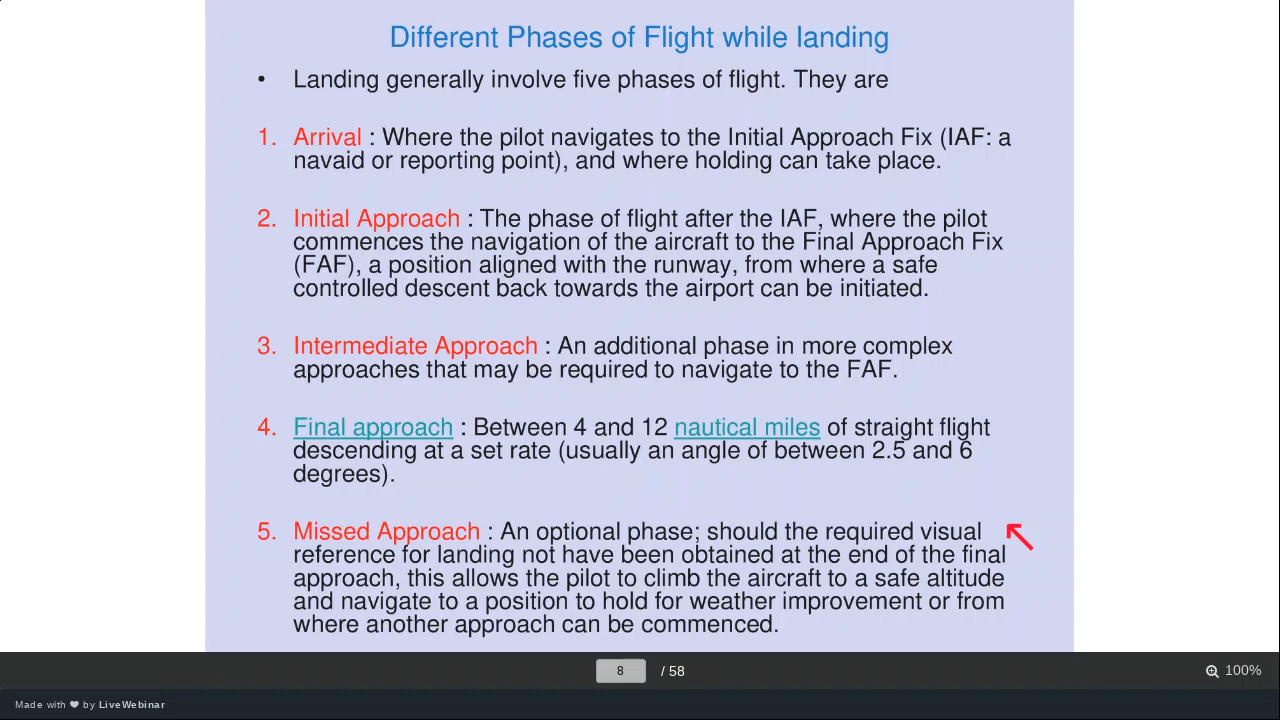 Different Phases of Flight while landing
• Landing generally involve five phases of flight. They are
1. Arrival : Where the pilot navigates to the Initial Approach Fix (IAF: a
navaid or reporting point), and where holding can take place.
2. Initial Approach : The phase of flight after the IAF, where the pilot
commences the navigation of the aircraft to the Final Approach Fix
(FAF), a position aligned with the runway, from where a safe
controlled descent back towards the airport can be initiated.
3. Intermediate Approach : An additional phase in more complex
approaches that may be required to navigate to the FAF.
4. Final approach : Between 4 and 12 nautical miles of straight flight
descending at a set rate (usually an angle of between 2.5 and 6
degrees).
5. Missed Approach : An optional phase; should the required visual
reference for landing not have been obtained at the end of the final
approach, this allows the pilot to climb the aircraft to a safe altitude
and navigate to a position to hold for weather improvement or from
where another approach can be commenced.
8 / 58
100%
Made with ❤ by LiveWebinar